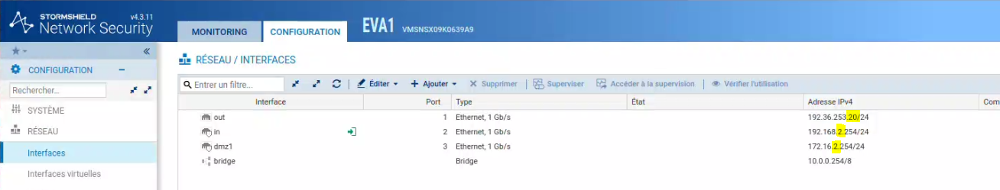 STORMSHIELD v4.3.11
Network Security
MONITORING CONFIGURATION EVA1 VMSNSX09K0639A9
CONFIGURATION
RÉSEAU / INTERFACES
Rechercher...
Entrer un filtre... Éditer Ajouter Supprimer Superviser Accéder à la supervision Vérifier l'utilisation
Interface Port Type État Adresse IPv4 Com
SYSTÈME
out 1 Ethernet, 1 Gb/s 192.36.253.20/24
RÉSEAU
in 2 Ethernet, 1 Gb/s 192.168.2.254/24
Interfaces
dmz1 3 Ethernet, 1 Gb/s 172.16.2.254/24
bridge Bridge 10.0.0.254/8
Interfaces virtuelles